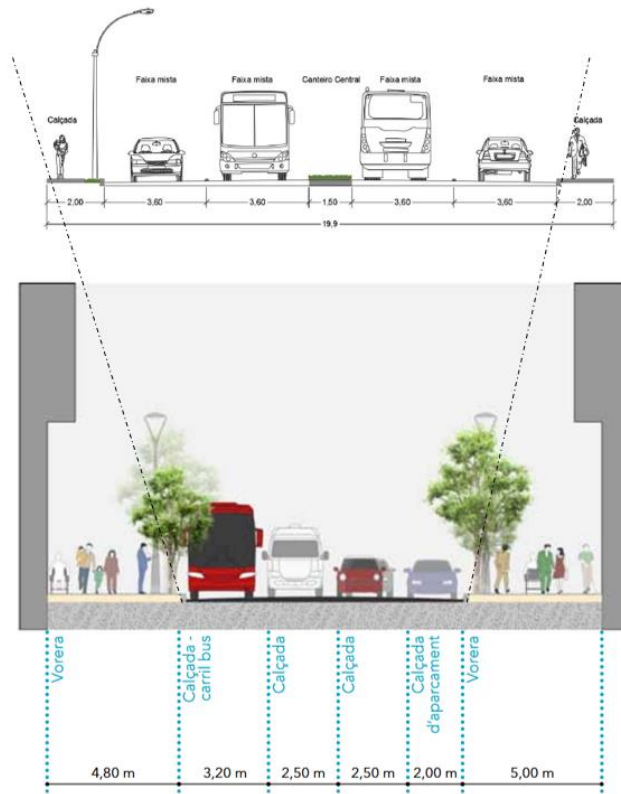 Faixa mista
Faixa mista
Canteiro Central
Faixa mista
Faixa mista
Calçada
Calçada
2,00
3,60
3,60
1,50
3,60
3,60
2,00
19,9
Vorera
Calçada -
carril bus
Calçada
Calçada
Calçada
d'aparcament
Vorera
4,80 m
3,20 m
2,50 m
2,50 m
2,00 m
5,00 m